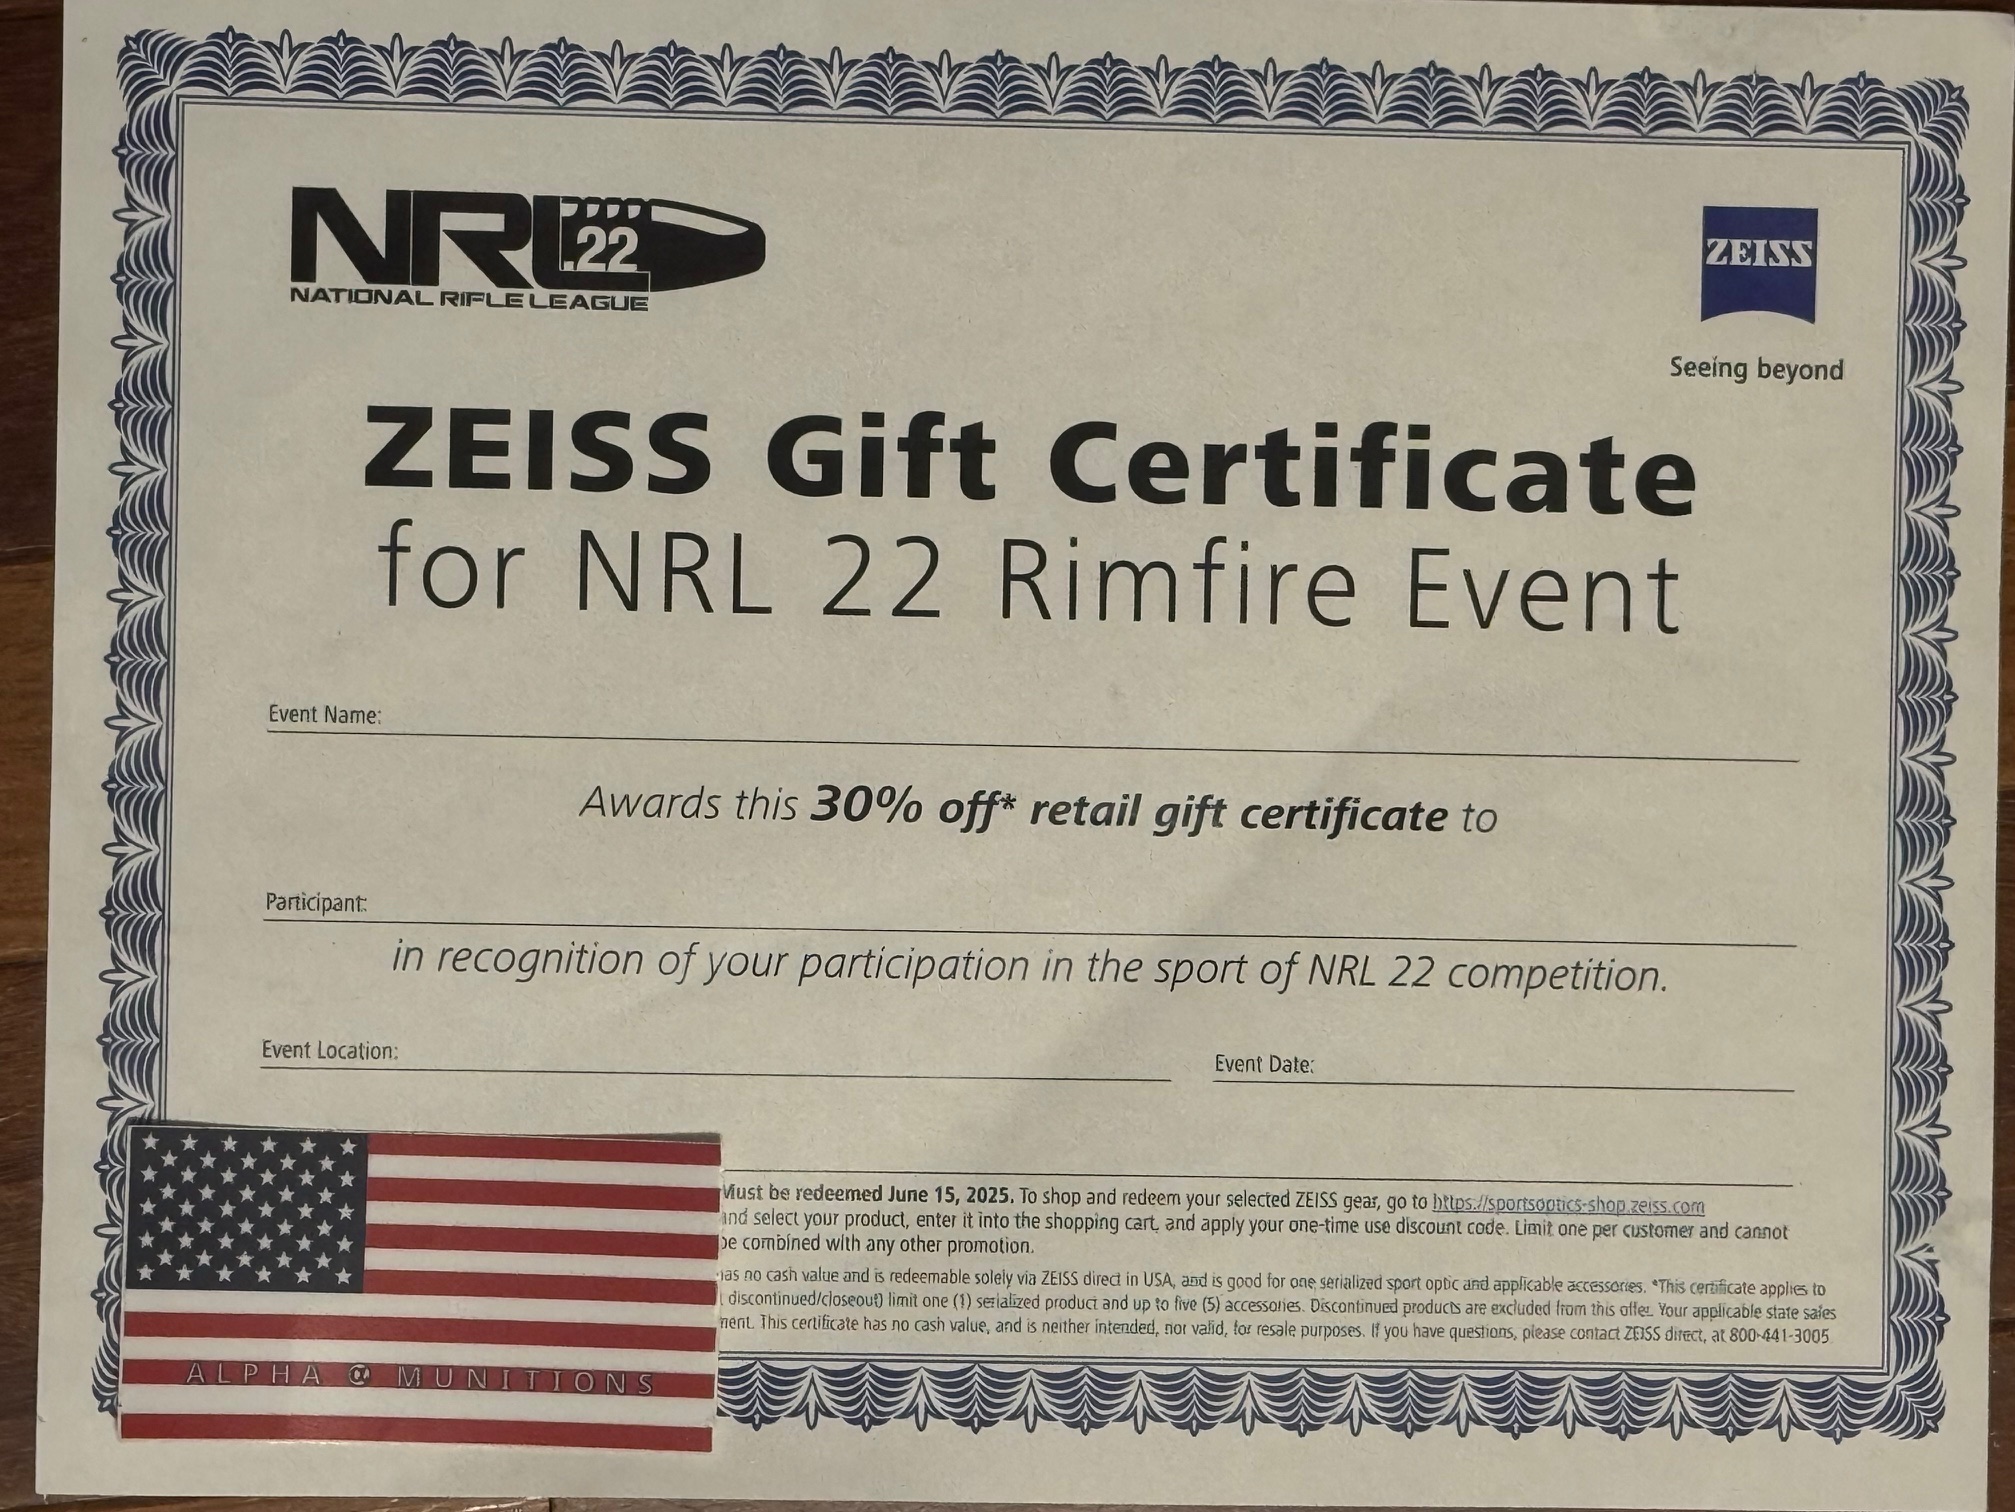 NRL .22
NATIONAL RIFLE LEAGUE
ZEISS
Seeing beyond
ZEISS Gift Certificate
for NRL 22 Rimfire Event
Event Name:
Awards this 30% off* retail gift certificate to
Participant:
in recognition of your participation in the sport of NRL 22 competition.
Event Location:
Event Date:
Must be redeemed June 15, 2025. To shop and redeem your selected ZEISS gear, go to https://sportsoptics-shop.zeiss.com
and select your product, enter it into the shopping cart, and apply your one-time use discount code. Limit one per customer and cannot
be combined with any other promotion.
has no cash value and is redeemable solely via ZEISS direct in USA, and is good for one serialized sport optic and applicable accessories. *This certificate applies to
discontinued/closeout) limit one (1) serialized product and up to five (5) accessories. Discontinued products are excluded from this offer. Your applicable state sales
This certificate has no cash value, and is neither intended, nor valid, for resale purposes. If you have questions, please contact ZEISS direct, at 800-441-3005
ALPHA MUNITIONS